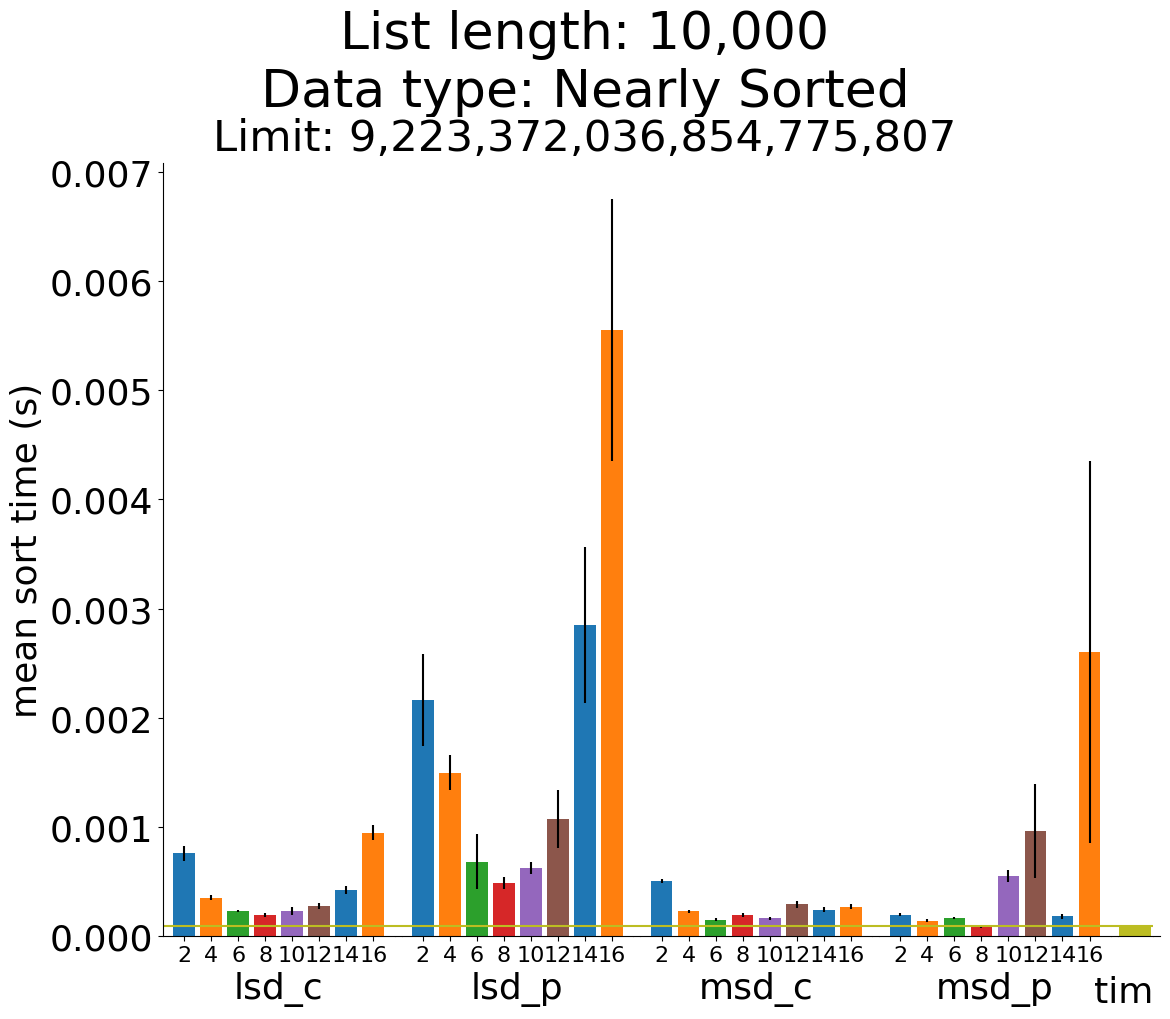 List length: 10,000
Data type: Nearly Sorted
Limit: 9,223,372,036,854,775,807
0.007
0.006
0.005
0.004
0.003
0.002
0.001
0.000
mean sort time (s)
2 4 6 8 10 12 14 16 2 4 6 8 10 12 14 16 2 4 6 8 10 12 14 16 2 4 6 8 10 12 14 16
lsd_c lsd_p msd_c msd_p tim